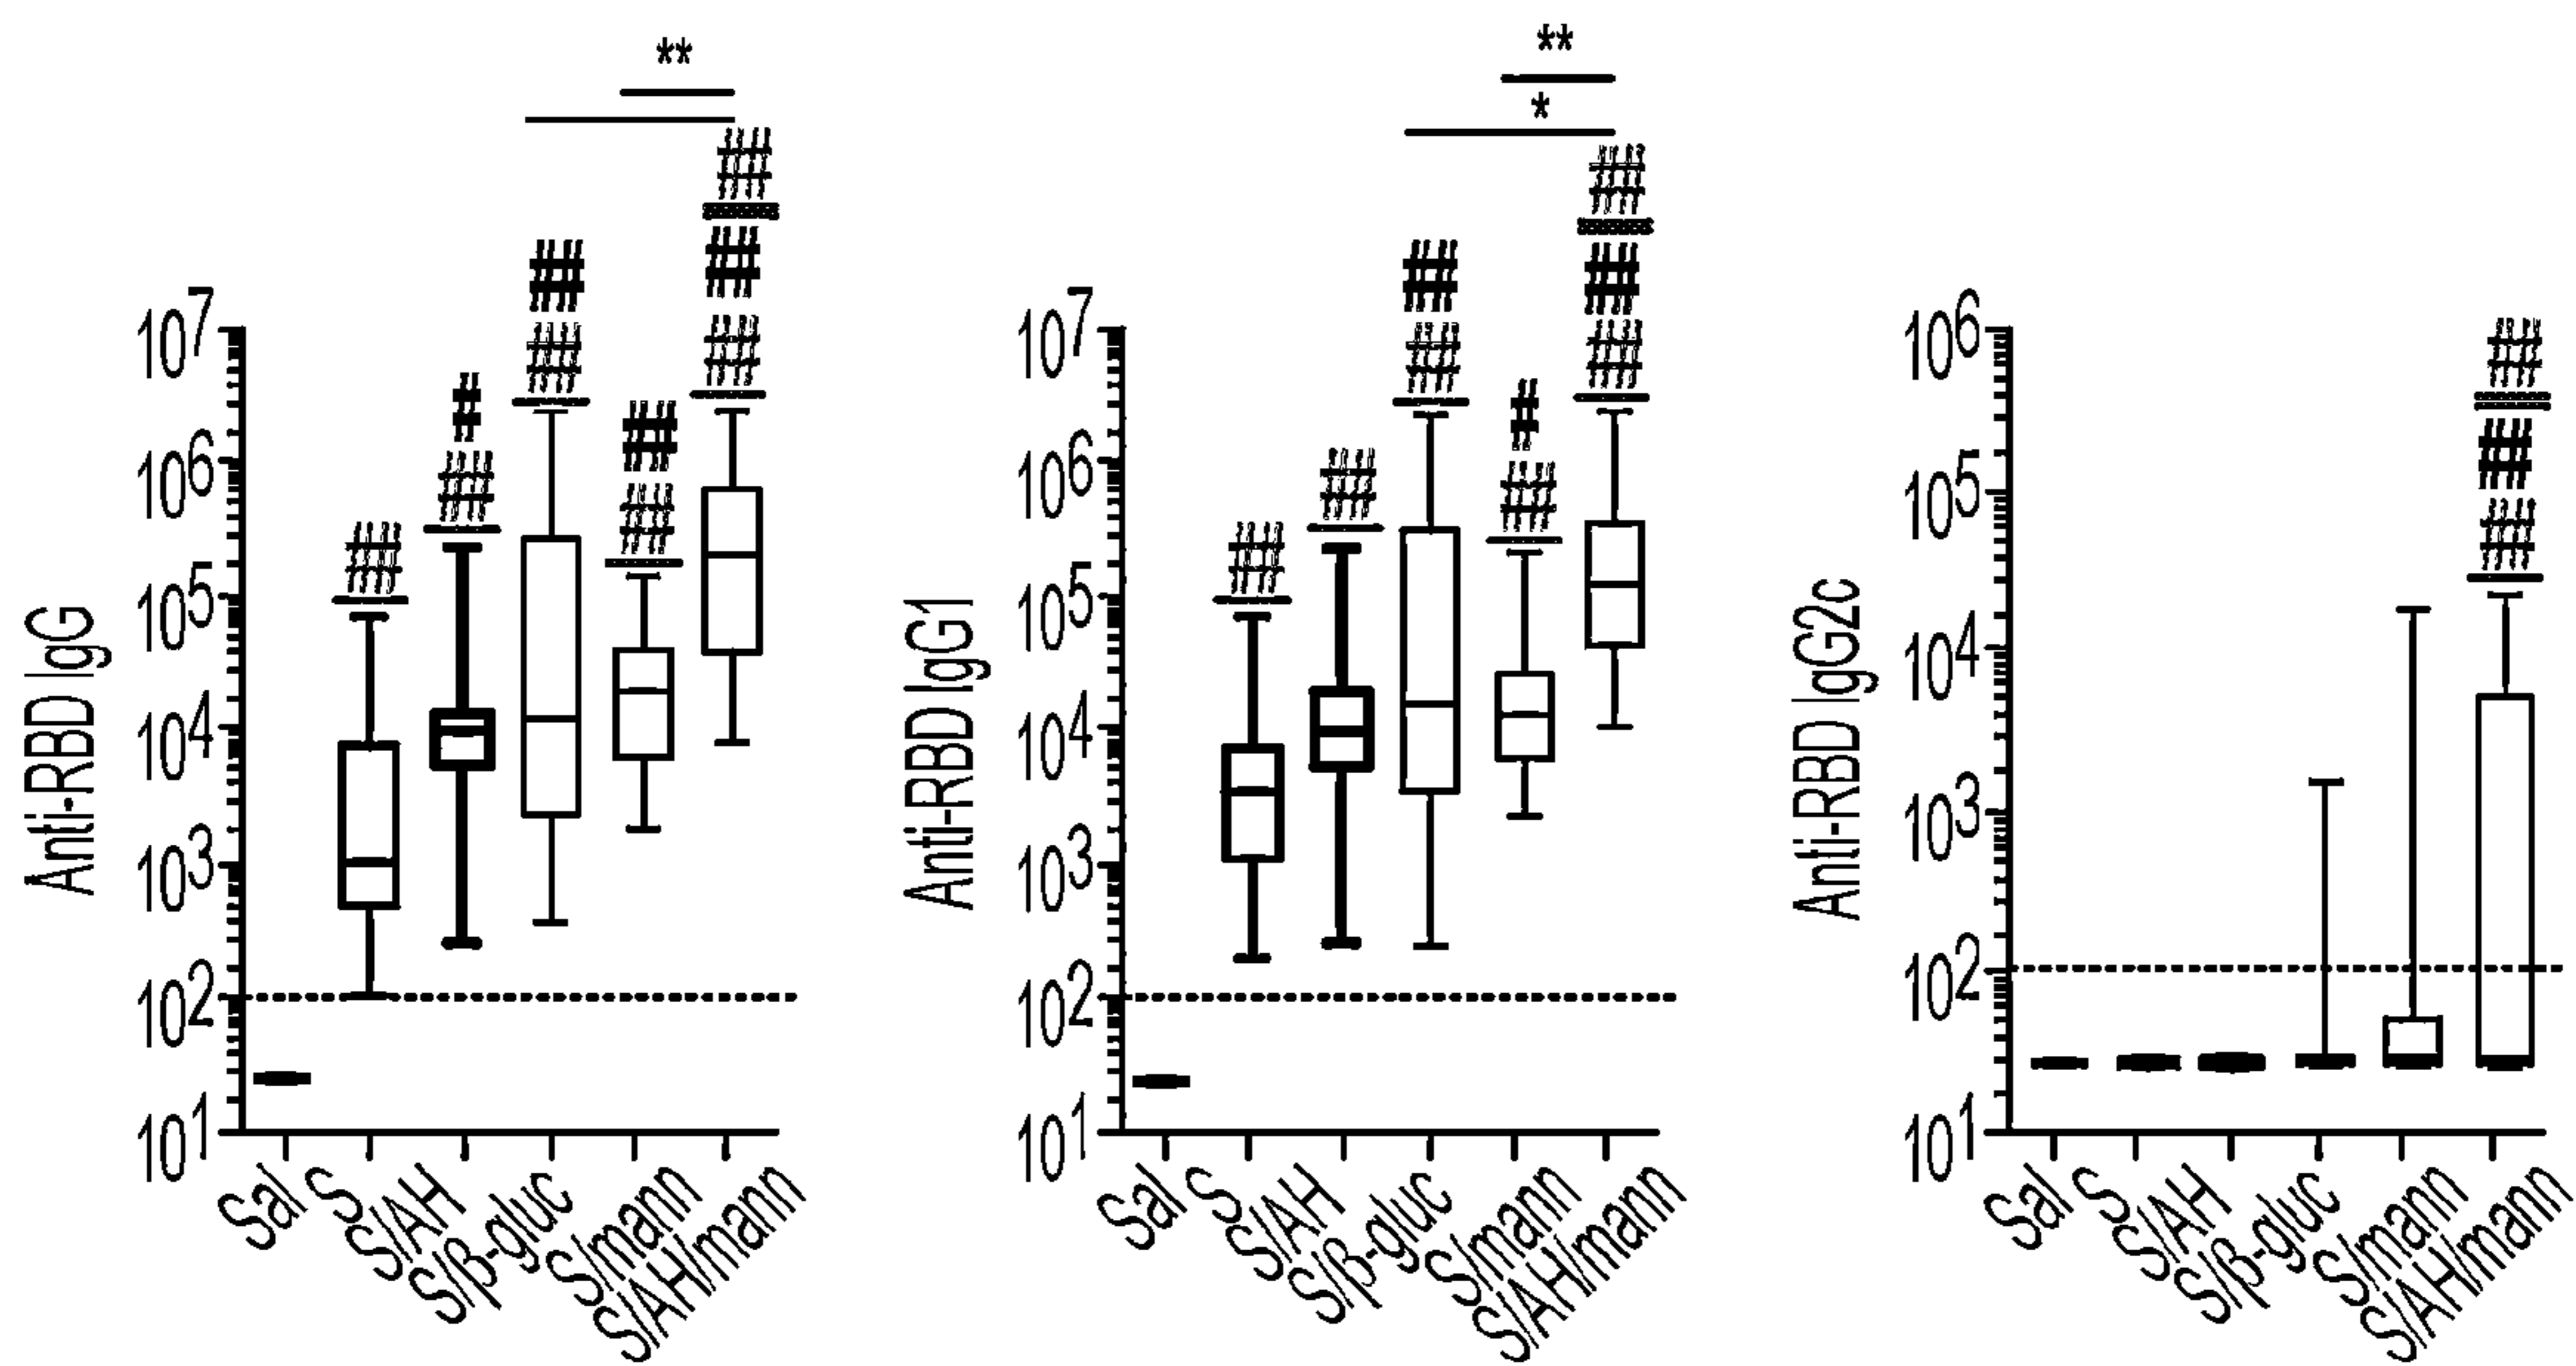 **
##
##
##
##
##
##
##
##
##
##
##
Anti-RBD IgG
10^7
10^6
10^5
10^4
10^3
10^2
10^1
Sal
S
S/AH
S/β-gluc
S/mann
S/AH/mann
**
*
##
##
##
##
##
##
##
##
##
Anti-RBD IgG1
10^7
10^6
10^5
10^4
10^3
10^2
10^1
Sal
S
S/AH
S/β-gluc
S/mann
S/AH/mann
##
##
##
Anti-RBD IgG2c
10^6
10^5
10^4
10^3
10^2
10^1
Sal
S
S/AH
S/β-gluc
S/mann
S/AH/mann